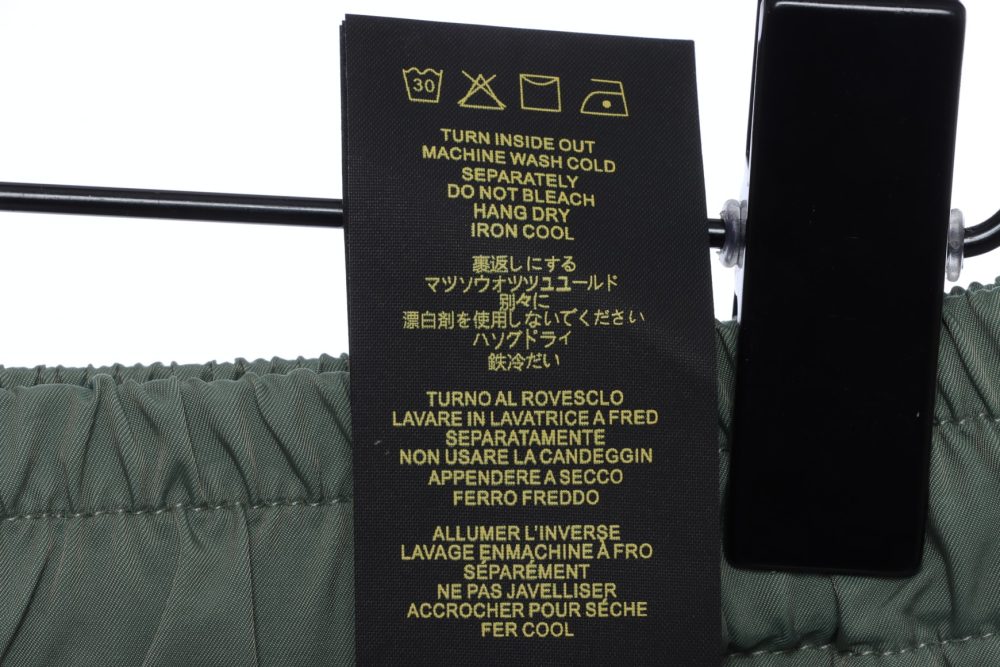 30
TURN INSIDE OUT
MACHINE WASH COLD
SEPARATELY
DO NOT BLEACH
HANG DRY
IRON COOL
裏返しにする
マツソウオツツユユールド
別々に
漂白剤を使用しないでください
ハソグドライ
鉄冷だい
TURNO AL ROVESCLO
LAVARE IN LAVATRICE A FRED
SEPARATAMENTE
NON USARE LA CANDEGGIN
APPENDERE A SECCO
FERRO FREDDO
ALLUMER L'INVERSE
LAVAGE ENMACHINE À FRO
SÉPARÉMENT
NE PAS JAVELLISER
ACCROCHER POUR SÉCHE
FER COOL